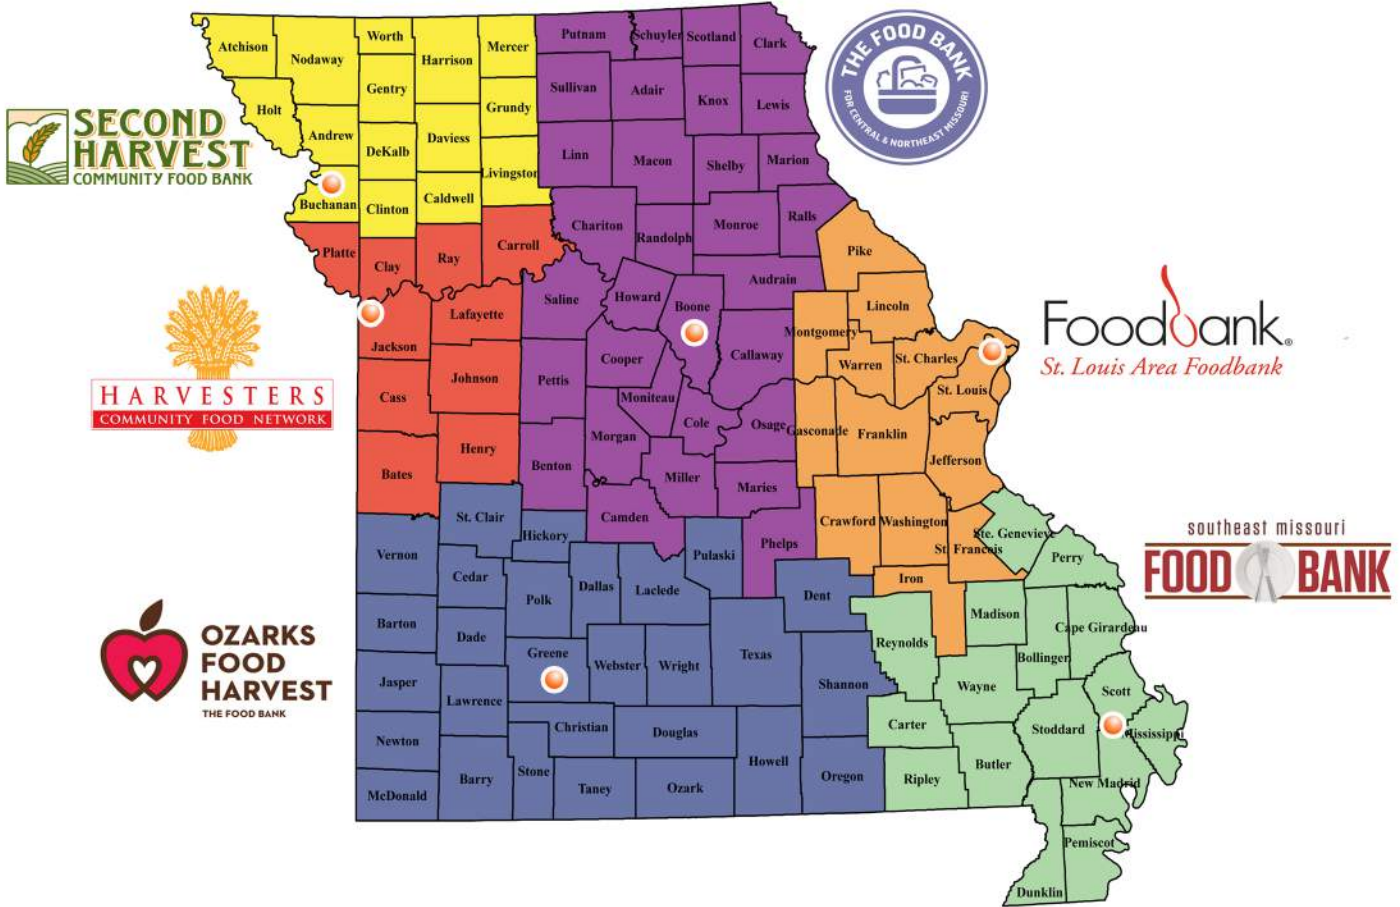 SECOND
HARVEST
COMMUNITY FOOD BANK
HARVESTERS
COMMUNITY FOOD NETWORK
OZARKS
FOOD
HARVEST
THE FOOD BANK
THE FOOD BANK
FOR CENTRAL & NORTHEAST MISSOURI
Foodbank®
St. Louis Area Foodbank
southeast missouri
FOOD BANK
Atchison
Nodaway
Worth
Harrison
Mercer
Putnam
Schuyler
Scotland
Clark
Holt
Gentry
Grundy
Sullivan
Adair
Knox
Lewis
Andrew
DeKalb
Daviess
Livingston
Linn
Macon
Shelby
Marion
Buchanan
Clinton
Caldwell
Chariton
Randolph
Monroe
Ralls
Platte
Clay
Ray
Carroll
Pike
Saline
Howard
Boone
Audrain
Lincoln
Jackson
Lafayette
Cooper
Callaway
Montgomery
Warren
St. Charles
St. Louis
Cass
Johnson
Pettis
Moniteau
Cole
Osage
Gasconade
Franklin
Jefferson
Bates
Henry
Benton
Morgan
Miller
Maries
Camden
Phelps
Crawford
Washington
St. Francois
Ste. Genevieve
Perry
Vernon
St. Clair
Hickory
Pulaski
Iron
Cedar
Polk
Dallas
Laclede
Dent
Madison
Cape Girardeau
Barton
Dade
Greene
Webster
Wright
Texas
Reynolds
Bollinger
Jasper
Lawrence
Shannon
Wayne
Scott
Newton
Christian
Douglas
Carter
Stoddard
Mississippi
McDonald
Barry
Stone
Taney
Ozark
Howell
Oregon
Ripley
Butler
New Madrid
Pemiscot
Dunklin